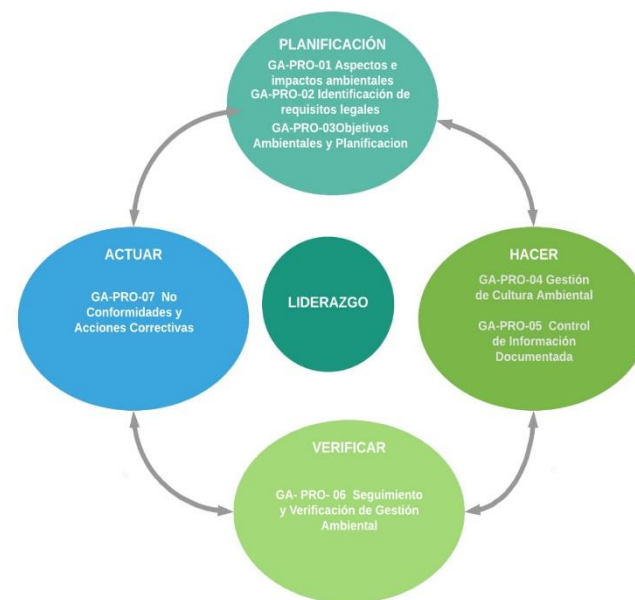 PLANIFICACIÓN
GA-PRO-01 Aspectos e
impactos ambientales
GA-PRO-02 Identificación de
requisitos legales
GA-PRO-03Objetivos
Ambientales y Planificacion
ACTUAR
GA-PRO-07 No
Conformidades y
Acciones Correctivas
LIDERAZGO
HACER
GA-PRO-04 Gestión
de Cultura Ambiental
GA-PRO-05 Control
de Información
Documentada
VERIFICAR
GA- PRO- 06 Seguimiento
y Verificación de Gestión
Ambiental